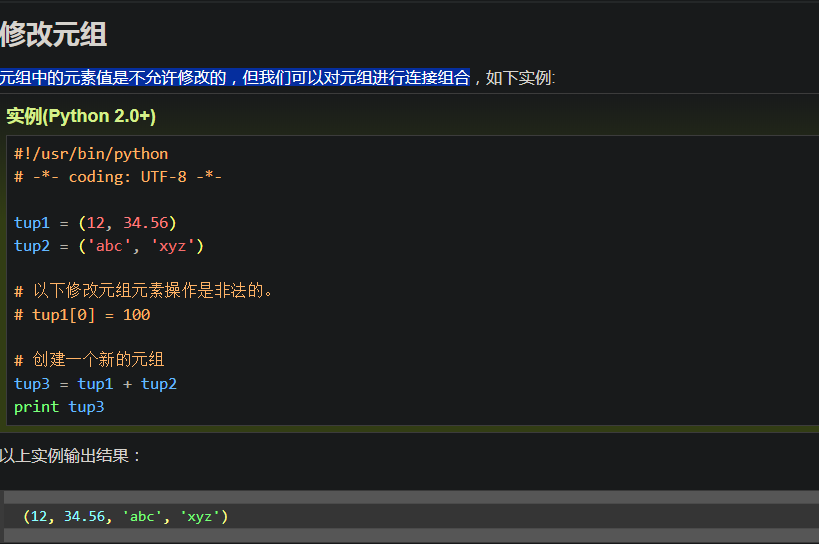 修改元组
元组中的元素值是不允许修改的，但我们可以对元组进行连接组合，如下实例:
实例(Python 2.0+)
#!/usr/bin/python
# -*- coding: UTF-8 -*-
tup1 = (12, 34.56)
tup2 = ('abc', 'xyz')
# 以下修改元组元素操作是非法的。
# tup1[0] = 100
# 创建一个新的元组
tup3 = tup1 + tup2
print tup3
以上实例输出结果：
(12, 34.56, 'abc', 'xyz')